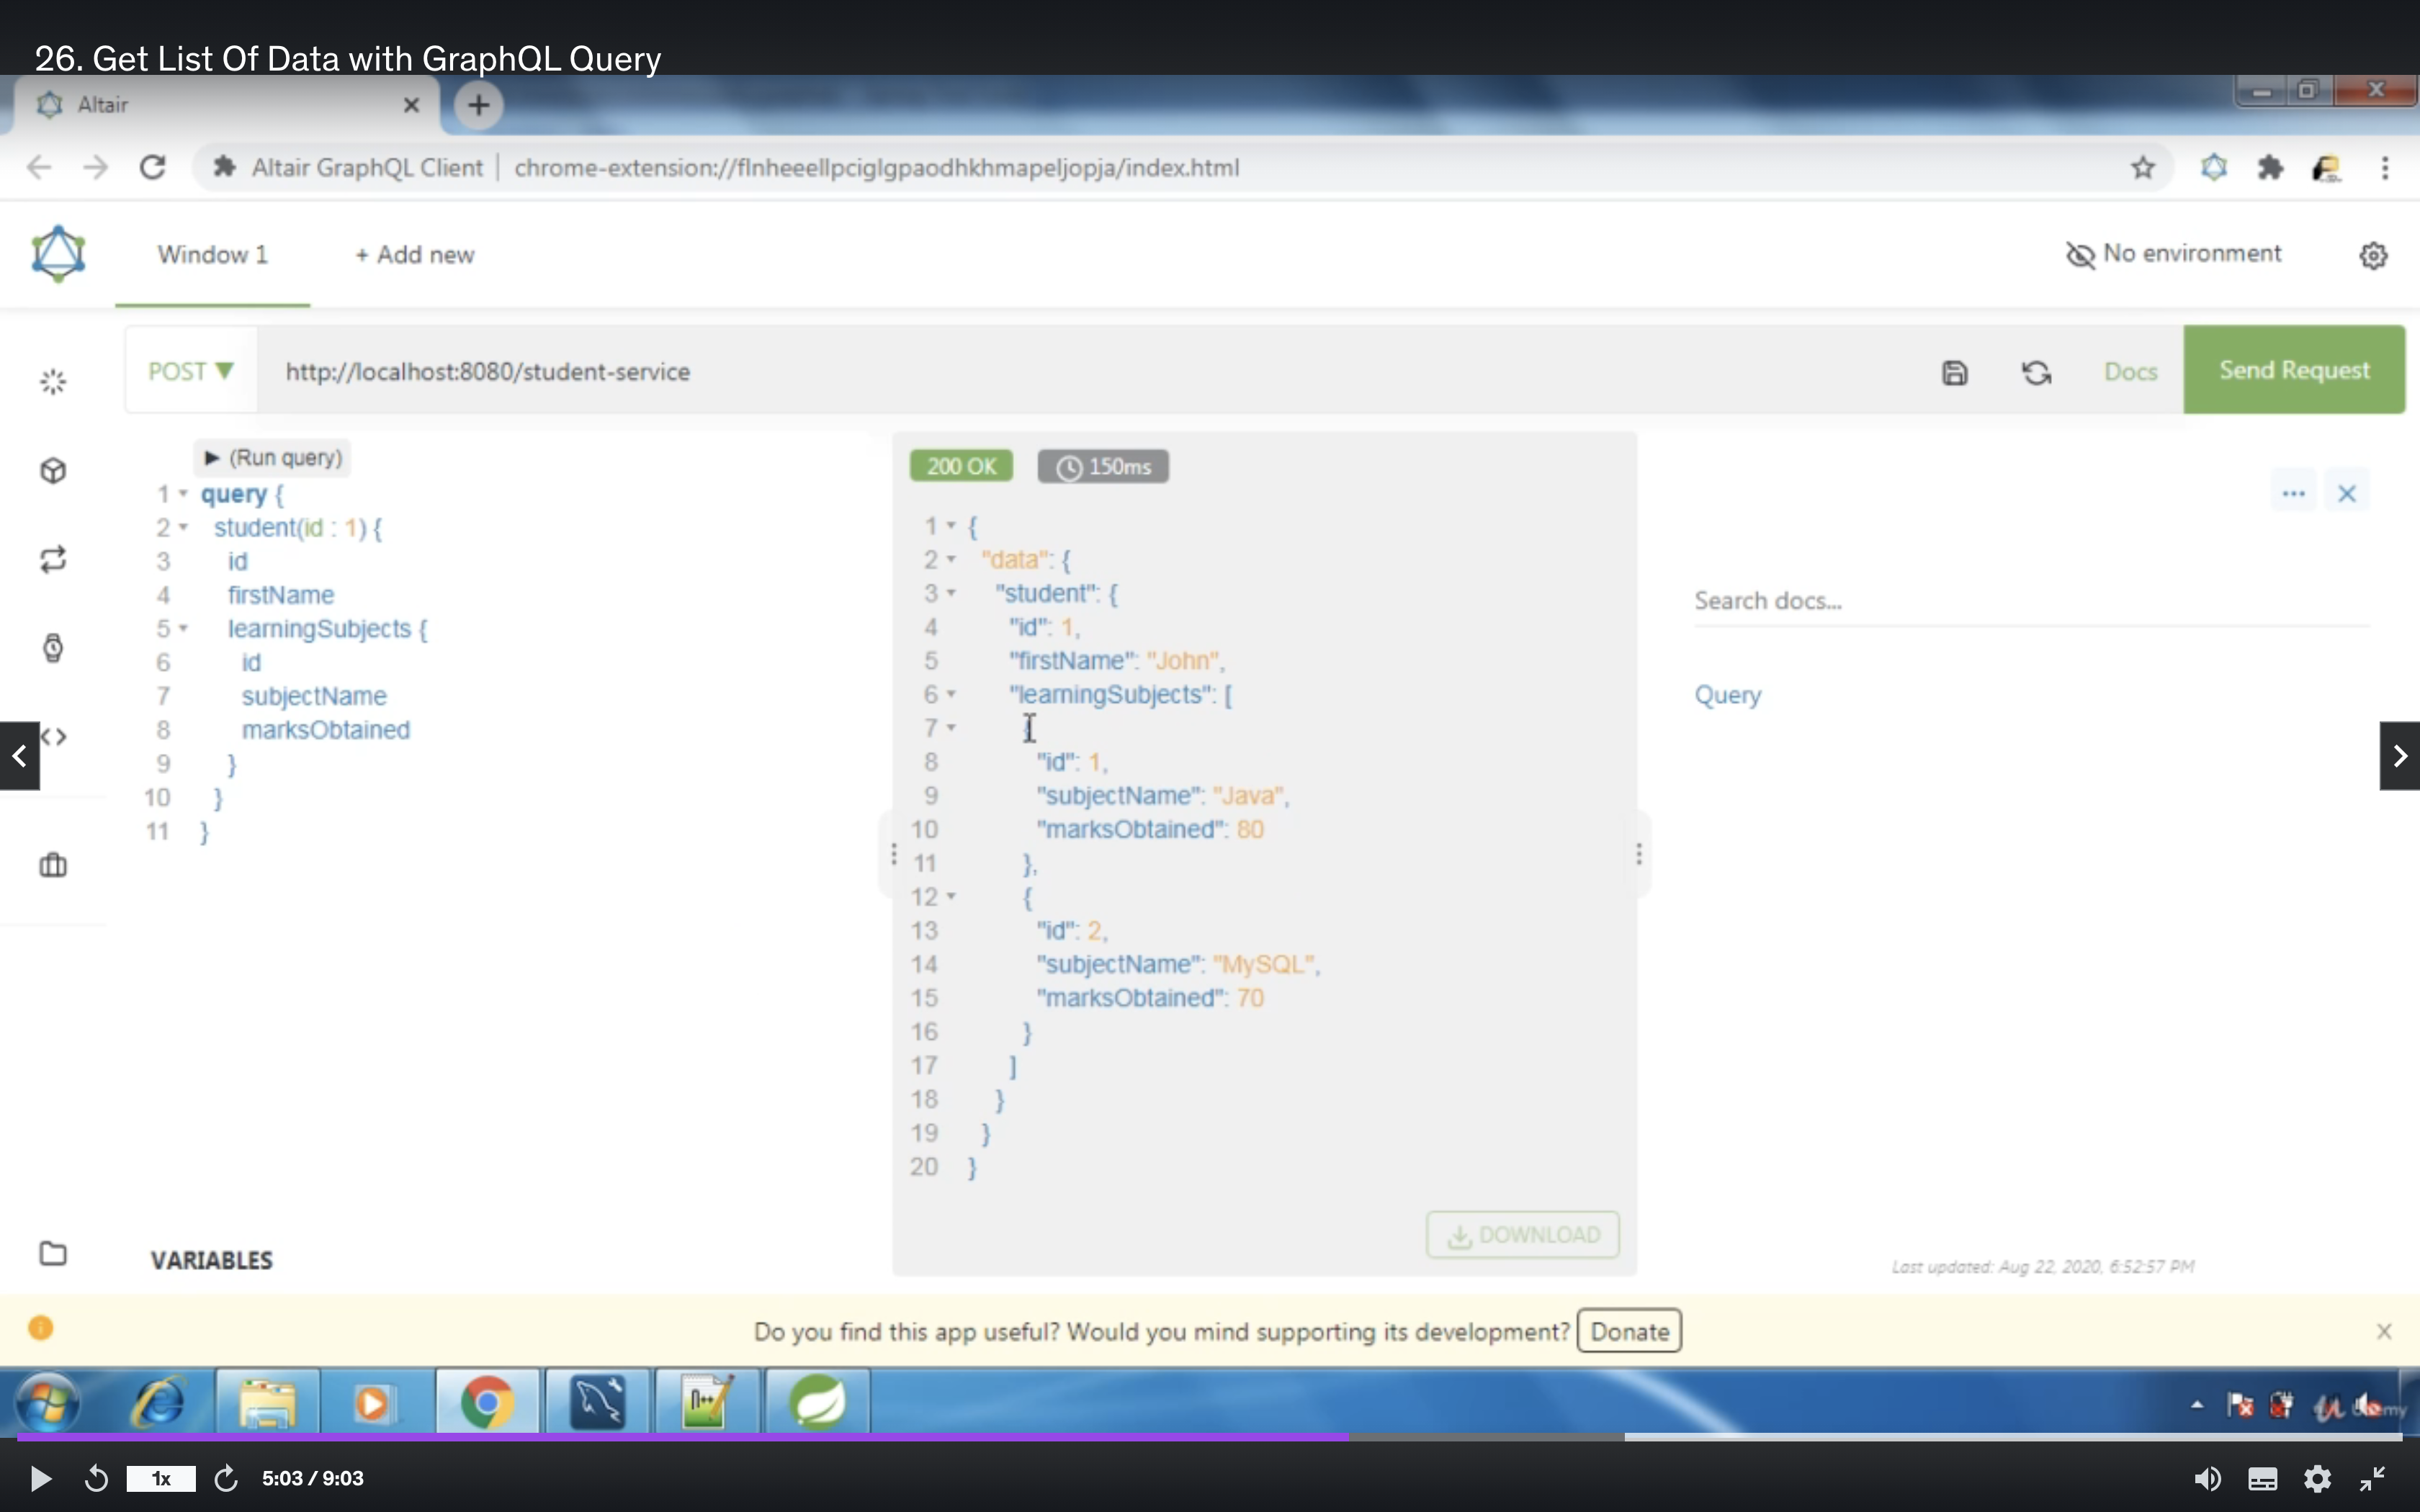 26. Get List Of Data with GraphQL Query
Altair
Altair GraphQL Client | chrome-extension://flnheeellpciglgpaodhkhmapeljopja/index.html
Window 1 + Add new No environment
POST http://localhost:8080/student-service Docs Send Request
(Run query)
1 query {
2 student(id : 1) {
3 id
4 firstName
5 learningSubjects {
6 id
7 subjectName
8 marksObtained
9 }
10 }
11 }
VARIABLES
200 OK 150ms
1 {
2 "data": {
3 "student": {
4 "id": 1,
5 "firstName": "John",
6 "learningSubjects": [
7 {
8 "id": 1,
9 "subjectName": "Java",
10 "marksObtained": 80
11 },
12 {
13 "id": 2,
14 "subjectName": "MySQL",
15 "marksObtained": 70
16 }
17 ]
18 }
19 }
20 }
DOWNLOAD
Search docs...
Query
Last updated: Aug 22, 2020, 6:52:57 PM
Do you find this app useful? Would you mind supporting its development? Donate
1x 5:03 / 9:03